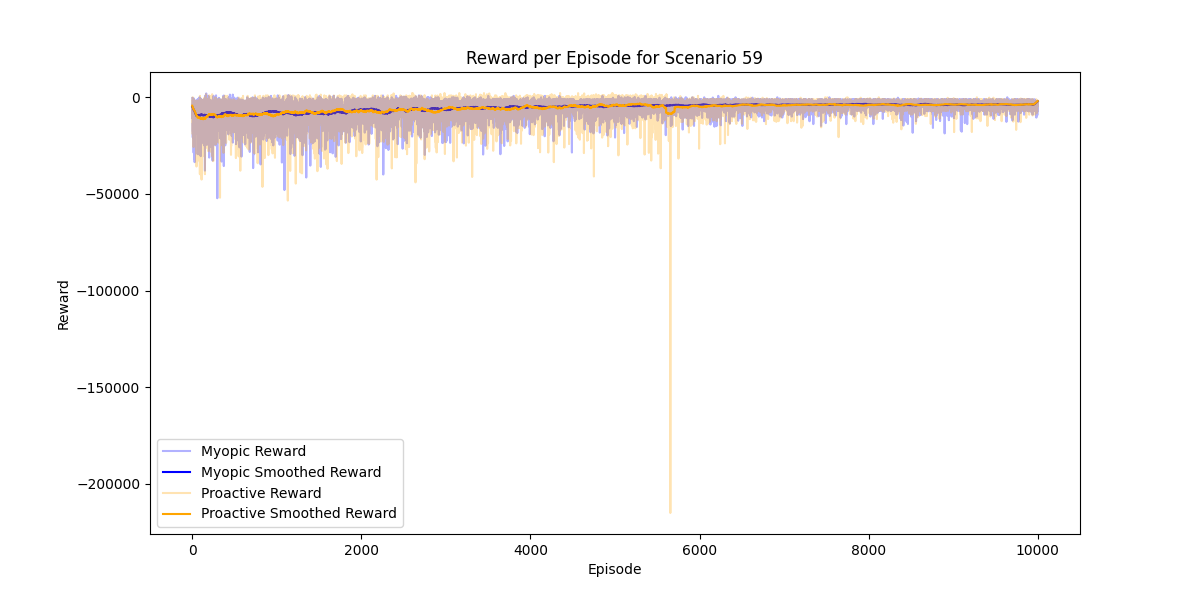 Reward per Episode for Scenario 59
Reward
0
−50000
−100000
−150000
−200000
Myopic Reward
Myopic Smoothed Reward
Proactive Reward
Proactive Smoothed Reward
0 2000 4000 6000 8000 10000
Episode